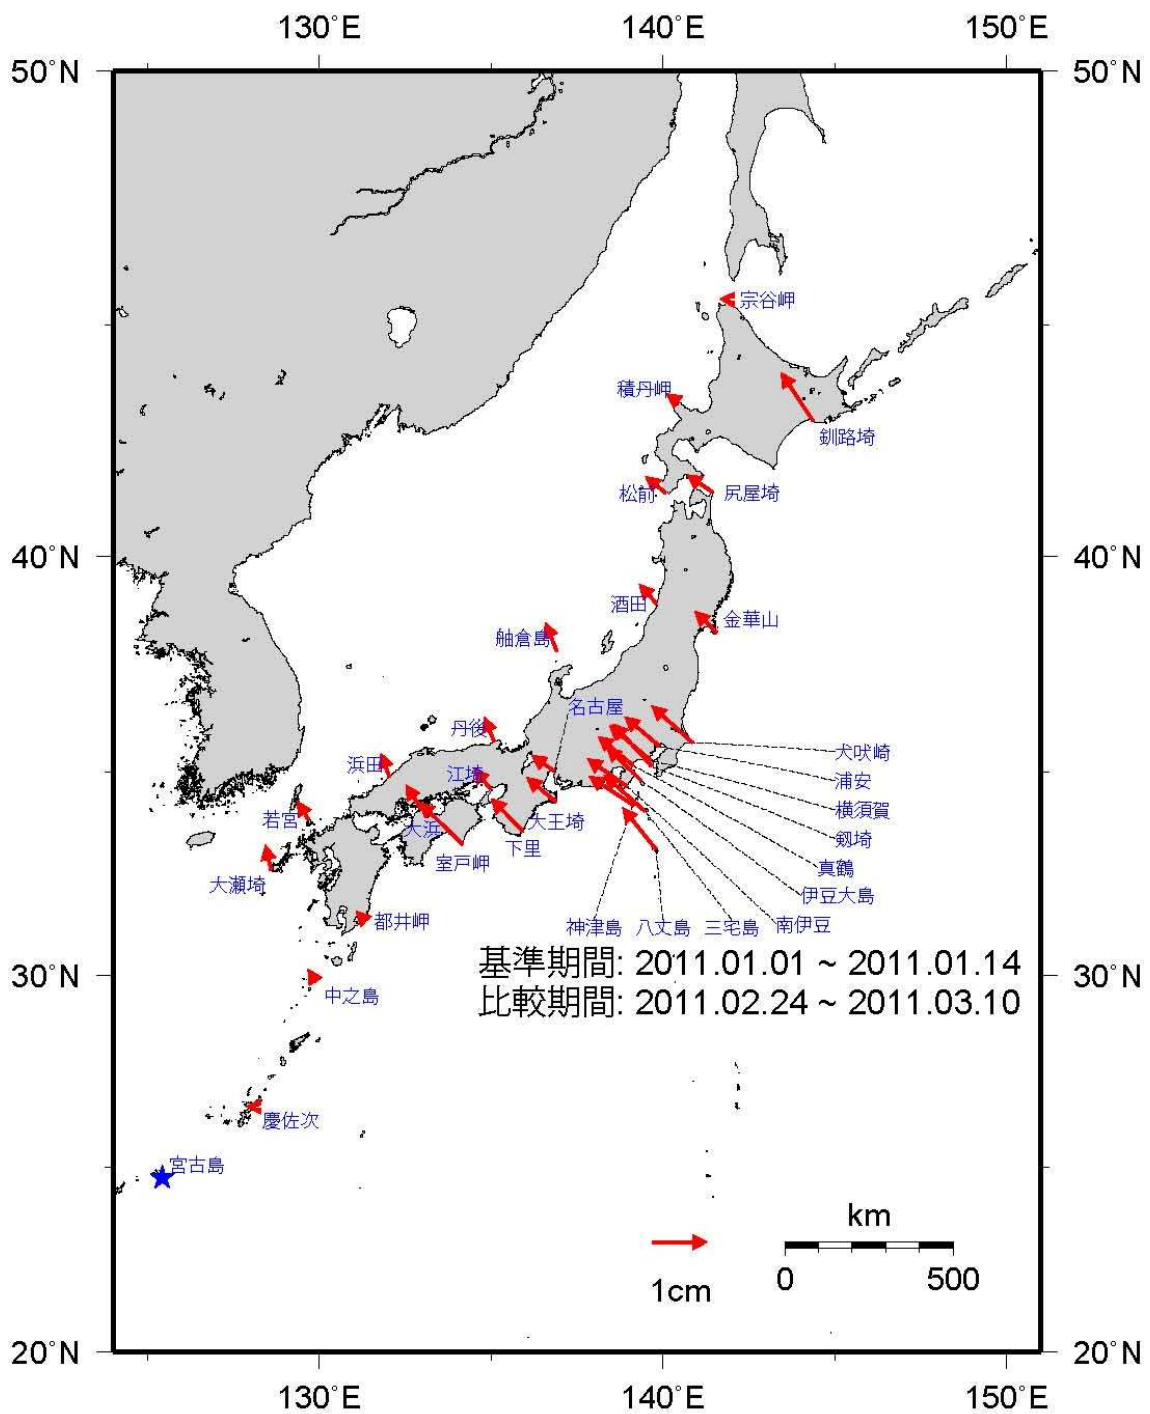 130°E 140°E 150°E
50°N 50°N
宗谷岬
積丹岬
釧路埼
松前 尻屋埼
40°N 40°N
酒田
金華山
舳倉島
名古屋
丹後
犬吠崎
浜田 江埼
浦安
横須賀
若宮 大浜 大王埼
剱埼
下里
室戸岬
真鶴
大瀬埼
伊豆大島
都井岬
神津島 八丈島 三宅島 南伊豆
基準期間: 2011.01.01 ~ 2011.01.14
30°N 30°N
中之島
比較期間: 2011.02.24 ~ 2011.03.10
慶佐次
宮古島
km
1cm
0 500
20°N 20°N
130°E 140°E 150°E